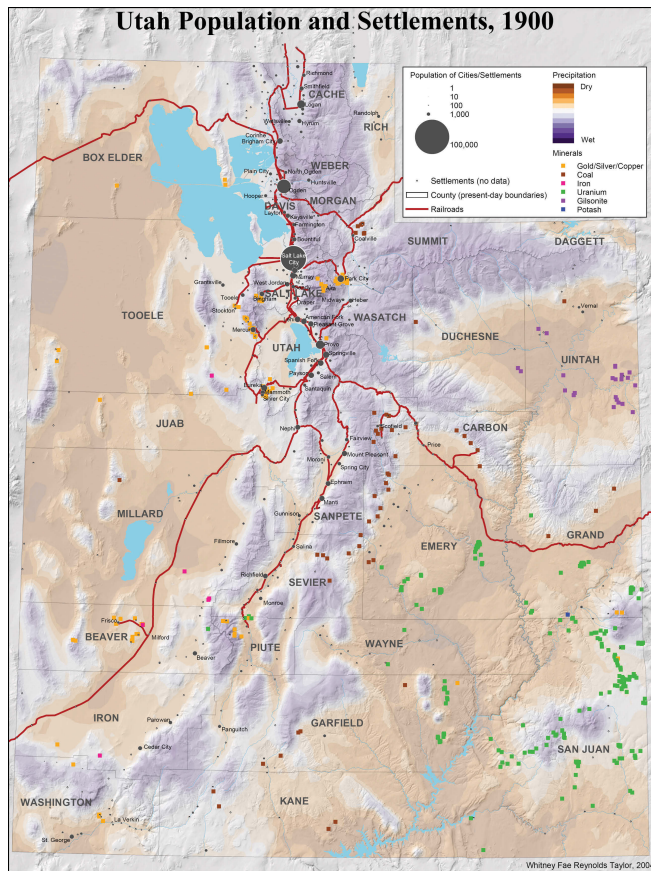 Utah Population and Settlements, 1900
Population of Cities/Settlements
1
10
100
1,000
100,000
Settlements (no data)
County (present-day boundaries)
Railroads
Precipitation
Dry
Wet
Minerals
Gold/Silver/Copper
Coal
Iron
Uranium
Gilsonite
Potash
Richmond
Smithfield
CACHE
Logan
Wellsville
Hyrum
Randolph
RICH
Corinne
Brigham City
BOX ELDER
WEBER
Plain City
North Ogden
Huntsville
Ogden
Hooper
MORGAN
DAVIS
Layton
Kaysville
Farmington
Bountiful
Coalville
SUMMIT
DAGGETT
Salt Lake
City
Murray
Park City
Grantsville
West Jordan
Alta
Tooele
Bingham
SALT LAKE
Midway
Heber
Draper
Stockton
Vernal
TOOELE
Lehi
American Fork
Pleasant Grove
WASATCH
Mercur
DUCHESNE
UTAH
Provo
Springville
UINTAH
Spanish Fork
Payson
Salem
Eureka
Santaquin
Mammoth
Silver City
JUAB
Nephi
Scofield
CARBON
Fairview
Price
Moroni
Mount Pleasant
Spring City
Ephraim
Manti
MILLARD
Gunnison
SANPETE
GRAND
Fillmore
Salina
EMERY
Richfield
SEVIER
Monroe
Frisco
BEAVER
Milford
Beaver
PIUTE
WAYNE
IRON
Parowan
Panguitch
GARFIELD
Cedar City
SAN JUAN
WASHINGTON
KANE
La Verkin
St. George
Whitney Fae Reynolds Taylor, 2004